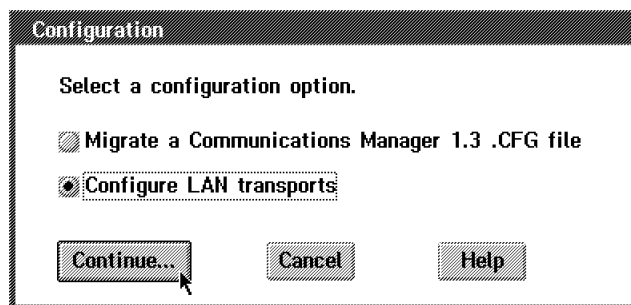 Configuration
Select a configuration option.
Migrate a Communications Manager 1.3 .CFG file
Configure LAN transports
Continue... Cancel Help